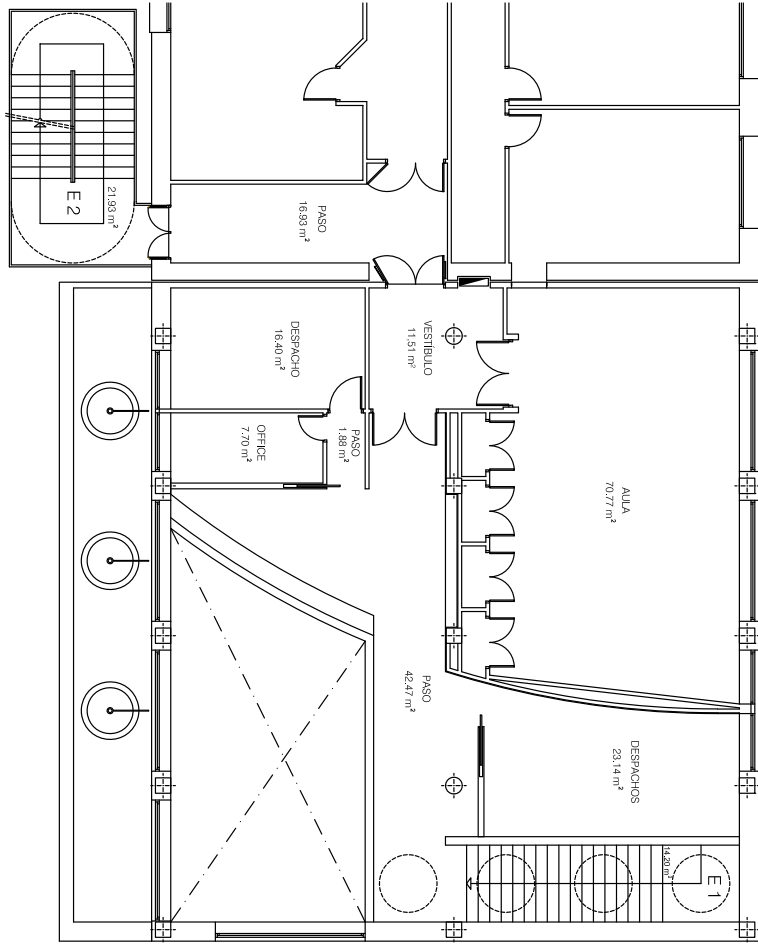 E 2
21.93 m²
PASO
16.93 m²
DESPACHO
16.40 m²
VESTÍBULO
11.51 m²
OFFICE
7.70 m²
PASO
1.88 m²
AULA
70.77 m²
PASO
42.47 m²
DESPACHOS
23.14 m²
E 1
14.20 m²